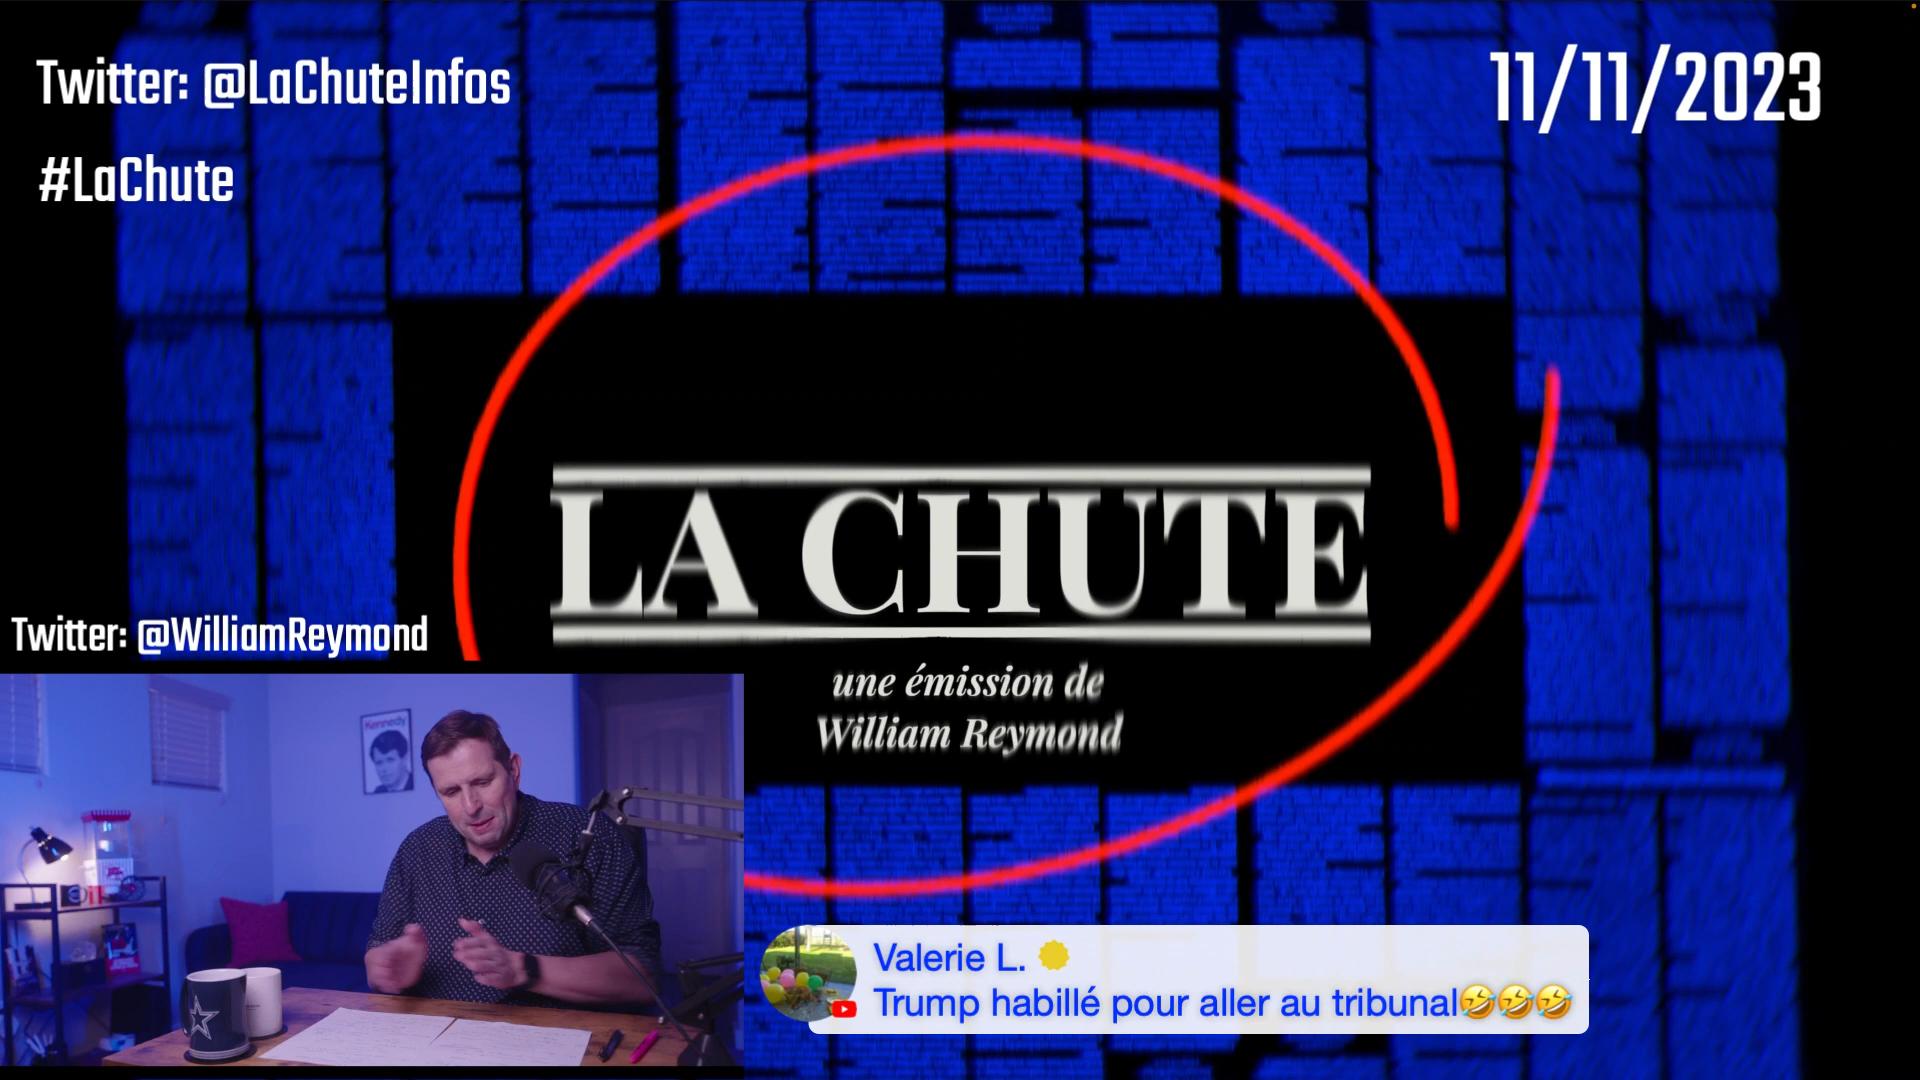 Twitter: @LaChuteInfos
11/11/2023
#LaChute
LA CHUTE
une émission de
William Reymond
Twitter: @WilliamReymond
Kennedy
Valerie L.
Trump habillé pour aller au tribunal🤣🤣🤣